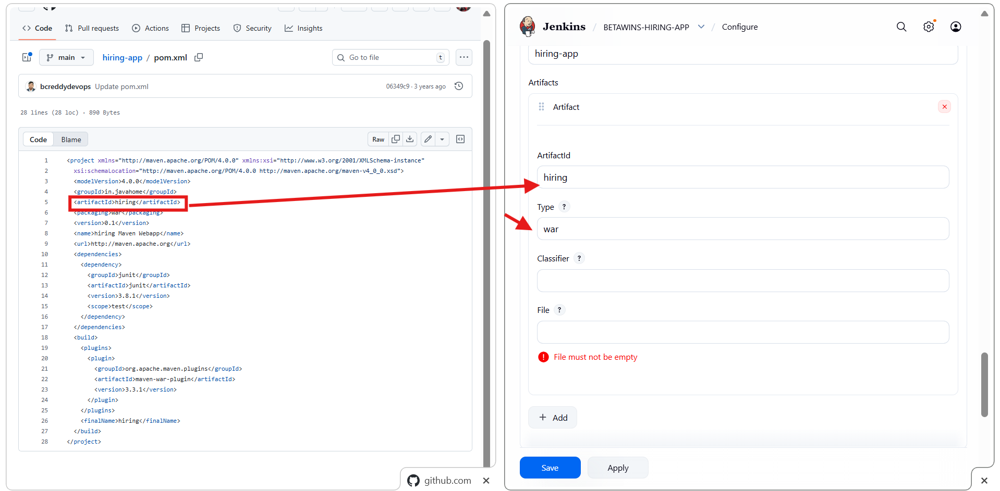 Code
Pull requests
Actions
Projects
Security
Insights
main
hiring-app / pom.xml
Go to file
t
bcreddydevops Update pom.xml
06349c9 · 3 years ago
28 lines (28 loc) · 890 Bytes
Code
Blame
Raw
1 <project xmlns="http://maven.apache.org/POM/4.0.0" xmlns:xsi="http://www.w3.org/2001/XMLSchema-instance"
2 xsi:schemaLocation="http://maven.apache.org/POM/4.0.0 http://maven.apache.org/maven-v4_0_0.xsd">
3 <modelVersion>4.0.0</modelVersion>
4 <groupId>in.javahome</groupId>
5 <artifactId>hiring</artifactId>
6 <packaging>war</packaging>
7 <version>0.1</version>
8 <name>hiring Maven Webapp</name>
9 <url>http://maven.apache.org</url>
10 <dependencies>
11 <dependency>
12 <groupId>junit</groupId>
13 <artifactId>junit</artifactId>
14 <version>3.8.1</version>
15 <scope>test</scope>
16 </dependency>
17 </dependencies>
18 <build>
19 <plugins>
20 <plugin>
21 <groupId>org.apache.maven.plugins</groupId>
22 <artifactId>maven-war-plugin</artifactId>
23 <version>3.3.1</version>
24 </plugin>
25 </plugins>
26 <finalName>hiring</finalName>
27 </build>
28 </project>
github.com
Jenkins / BETAWINS-HIRING-APP / Configure
hiring-app
Artifacts
Artifact
ArtifactId
hiring
Type ?
war
Classifier ?
File ?
File must not be empty
+ Add
Save
Apply